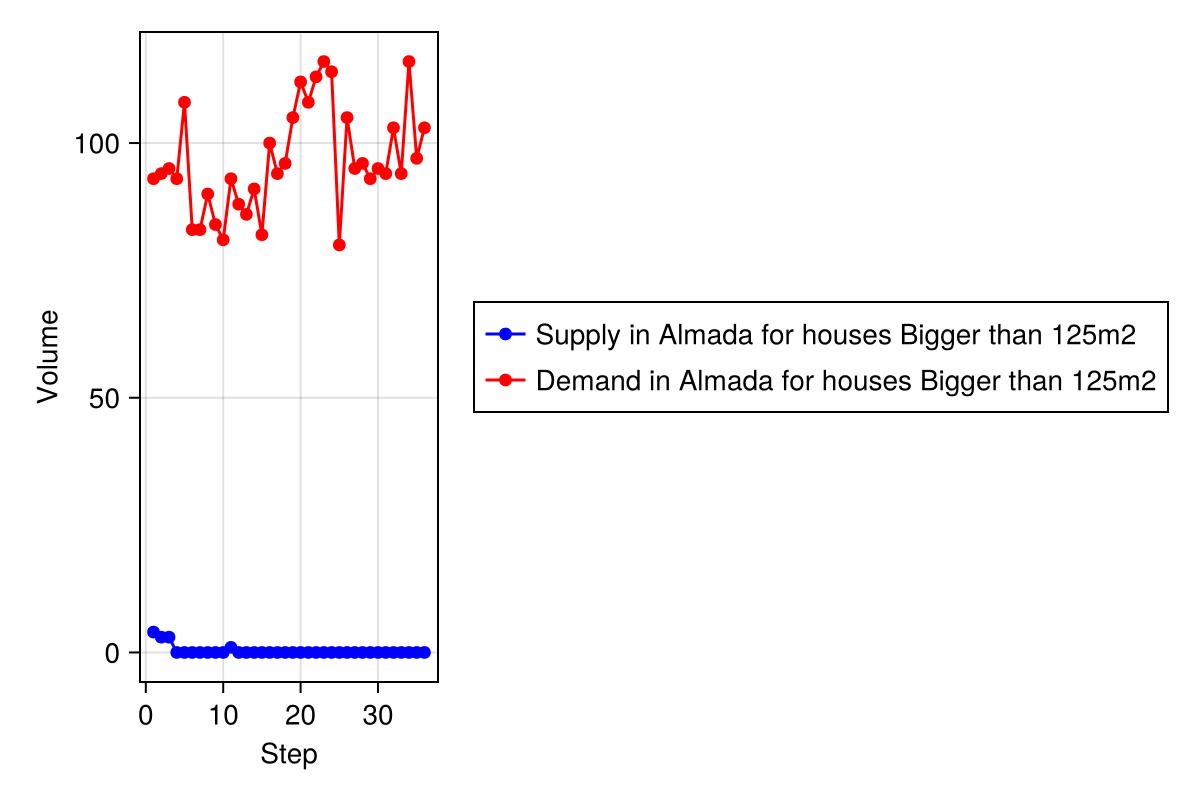 100
50
0
Volume
0 10 20 30
Step
Supply in Almada for houses Bigger than 125m2
Demand in Almada for houses Bigger than 125m2